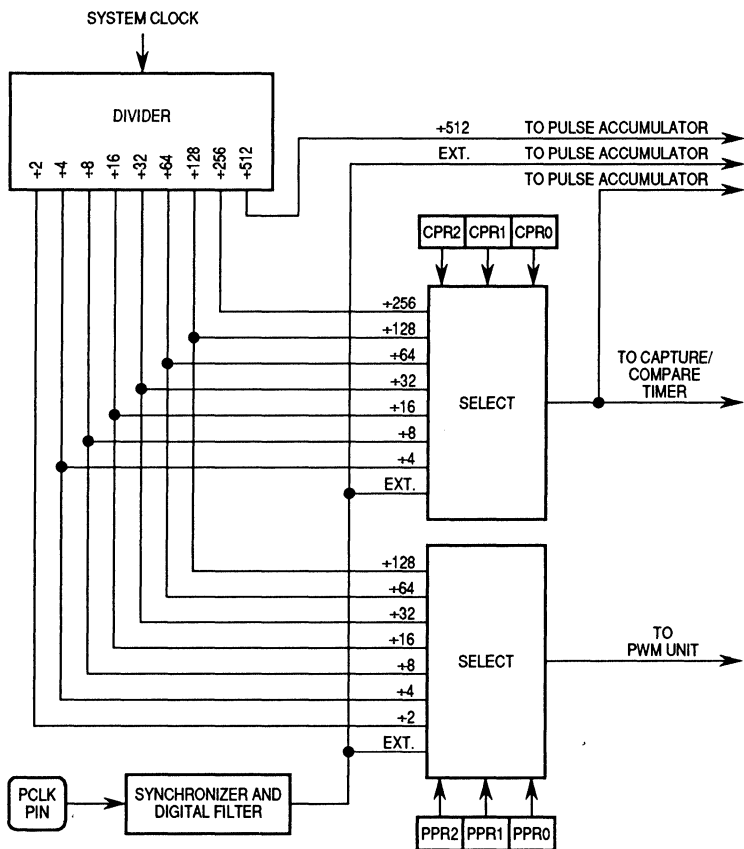 SYSTEM CLOCK
DIVIDER
÷2 ÷4 ÷8 ÷16 ÷32 ÷64 ÷128 ÷256 ÷512
÷512 TO PULSE ACCUMULATOR
EXT. TO PULSE ACCUMULATOR
TO PULSE ACCUMULATOR
CPR2 CPR1 CPR0
÷256
÷128
÷64
÷32
÷16
÷8
÷4
EXT.
SELECT
TO CAPTURE/
COMPARE
TIMER
÷128
÷64
÷32
÷16
÷8
÷4
÷2
EXT.
SELECT
TO
PWM UNIT
PCLK
PIN
SYNCHRONIZER AND
DIGITAL FILTER
PPR2 PPR1 PPR0